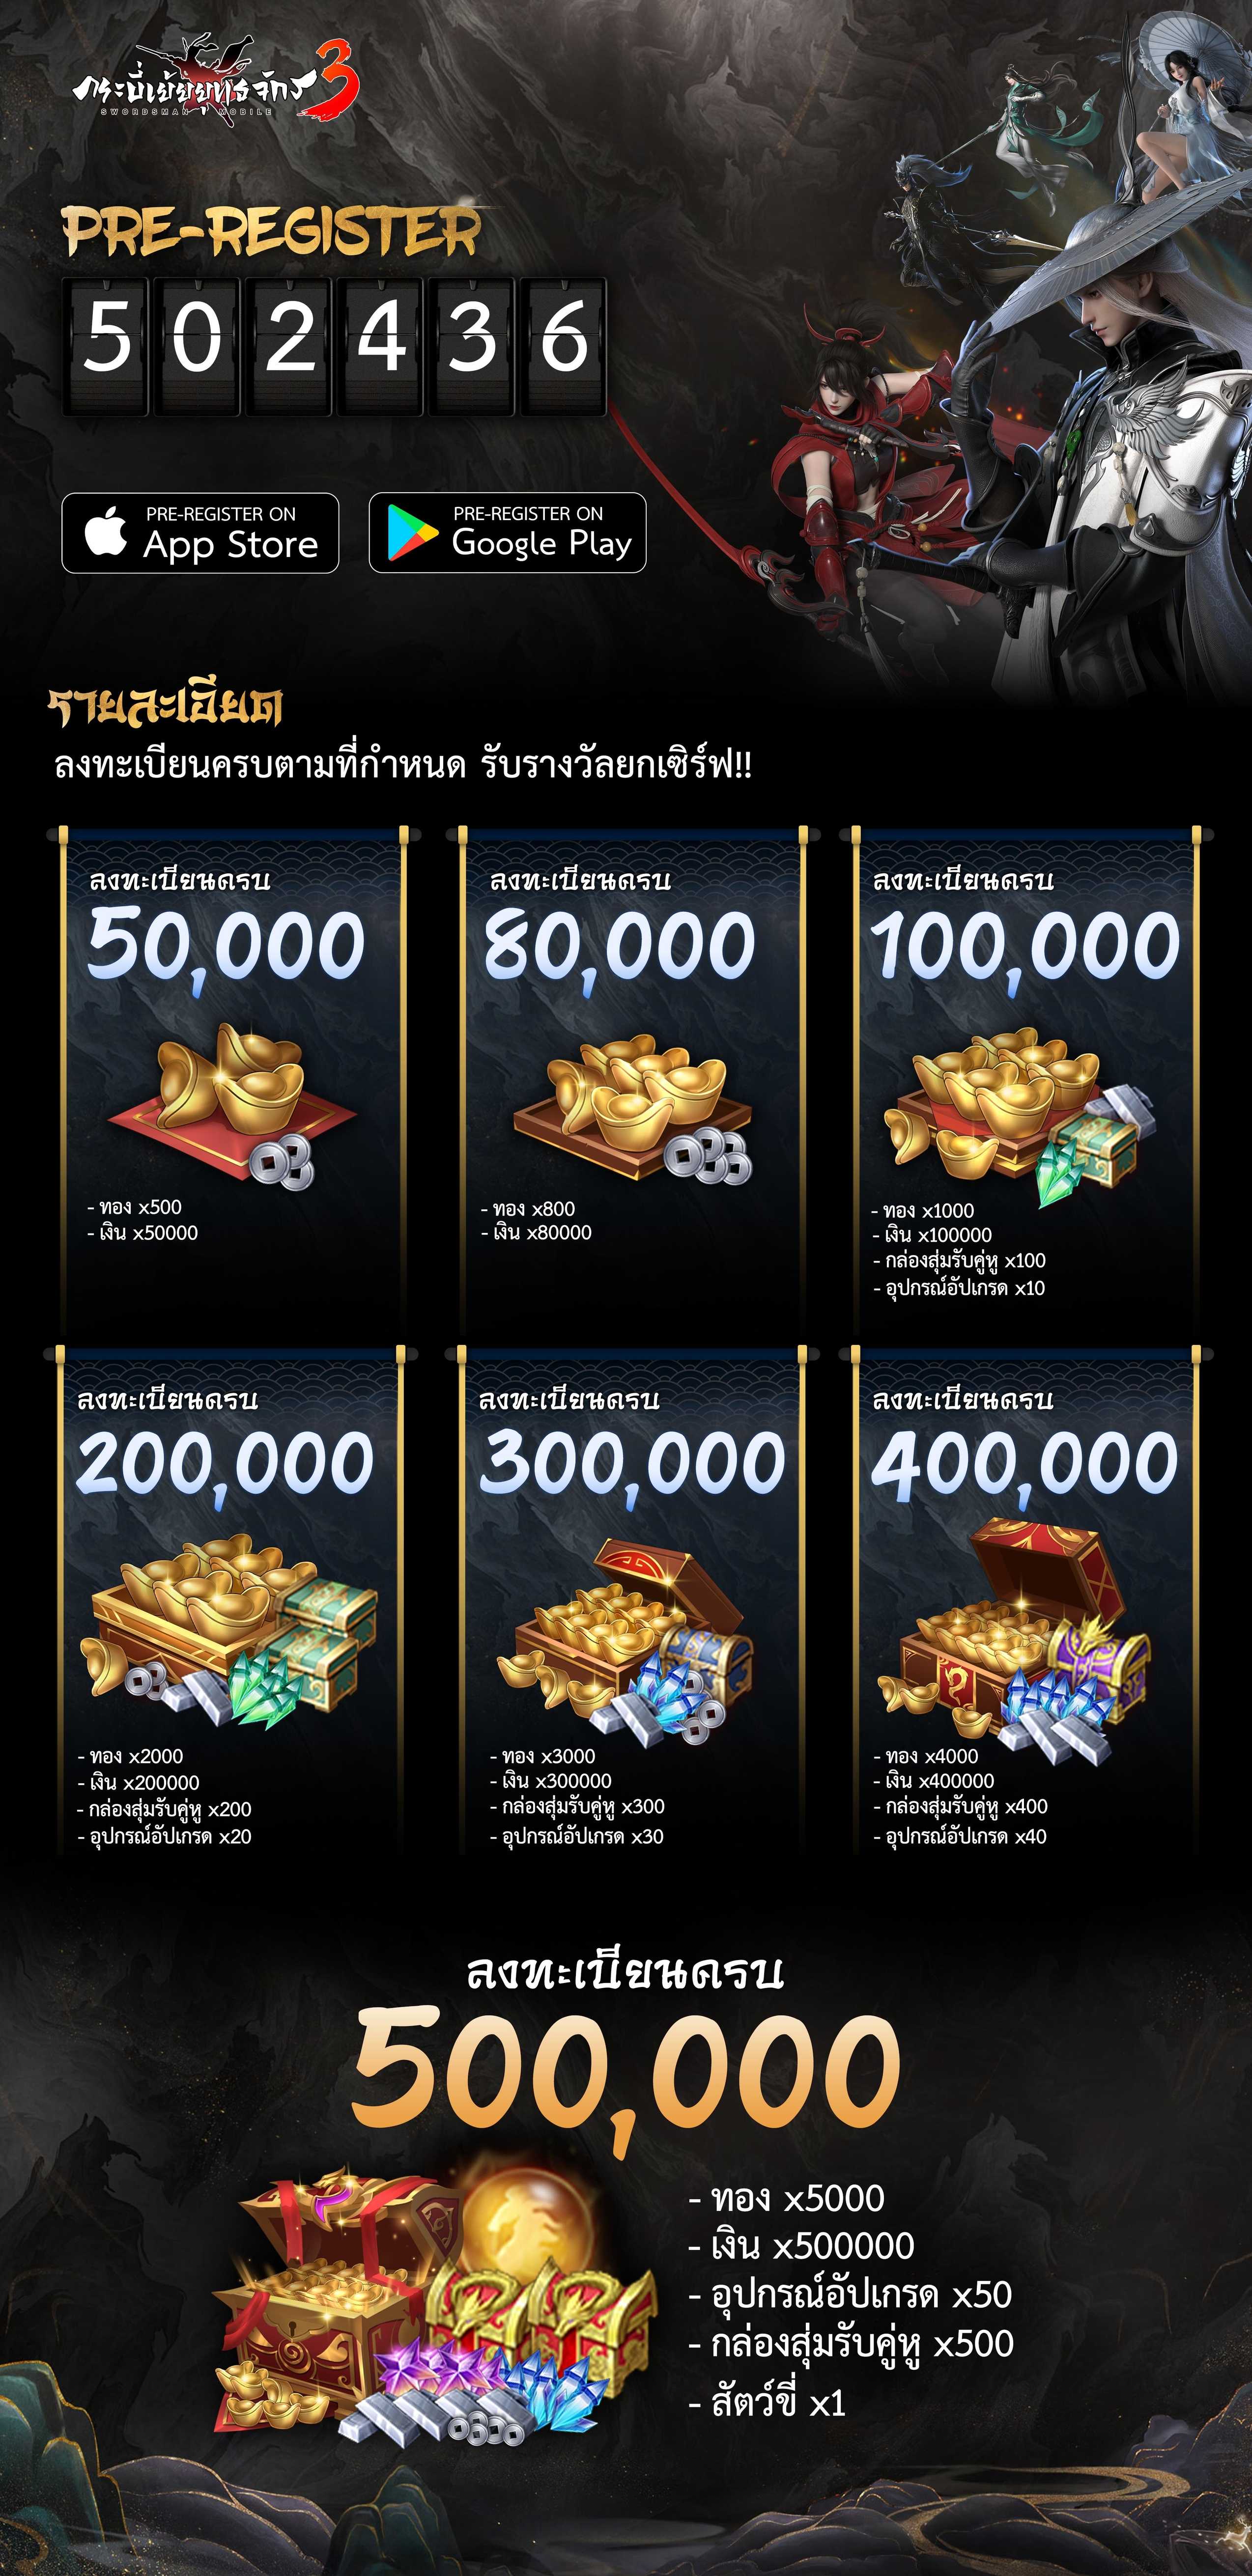 กระบี่เย้ยยุทธจักร 3
SWORDSMAN MOBILE
PRE-REGISTER
502436
PRE-REGISTER ON
App Store
PRE-REGISTER ON
Google Play
รายละเอียด
ลงทะเบียนครบตามที่กำหนด รับรางวัลยกเซิร์ฟ!!
ลงทะเบียนครบ
50,000
- ทอง x500
- เงิน x50000
ลงทะเบียนครบ
80,000
- ทอง x800
- เงิน x80000
ลงทะเบียนครบ
100,000
- ทอง x1000
- เงิน x100000
- กล่องสุ่มรับคู่หู x100
- อุปกรณ์อัปเกรด x10
ลงทะเบียนครบ
200,000
- ทอง x2000
- เงิน x200000
- กล่องสุ่มรับคู่หู x200
- อุปกรณ์อัปเกรด x20
ลงทะเบียนครบ
300,000
- ทอง x3000
- เงิน x300000
- กล่องสุ่มรับคู่หู x300
- อุปกรณ์อัปเกรด x30
ลงทะเบียนครบ
400,000
- ทอง x4000
- เงิน x400000
- กล่องสุ่มรับคู่หู x400
- อุปกรณ์อัปเกรด x40
ลงทะเบียนครบ
500,000
- ทอง x5000
- เงิน x500000
- อุปกรณ์อัปเกรด x50
- กล่องสุ่มรับคู่หู x500
- สัตว์ขี่ x1